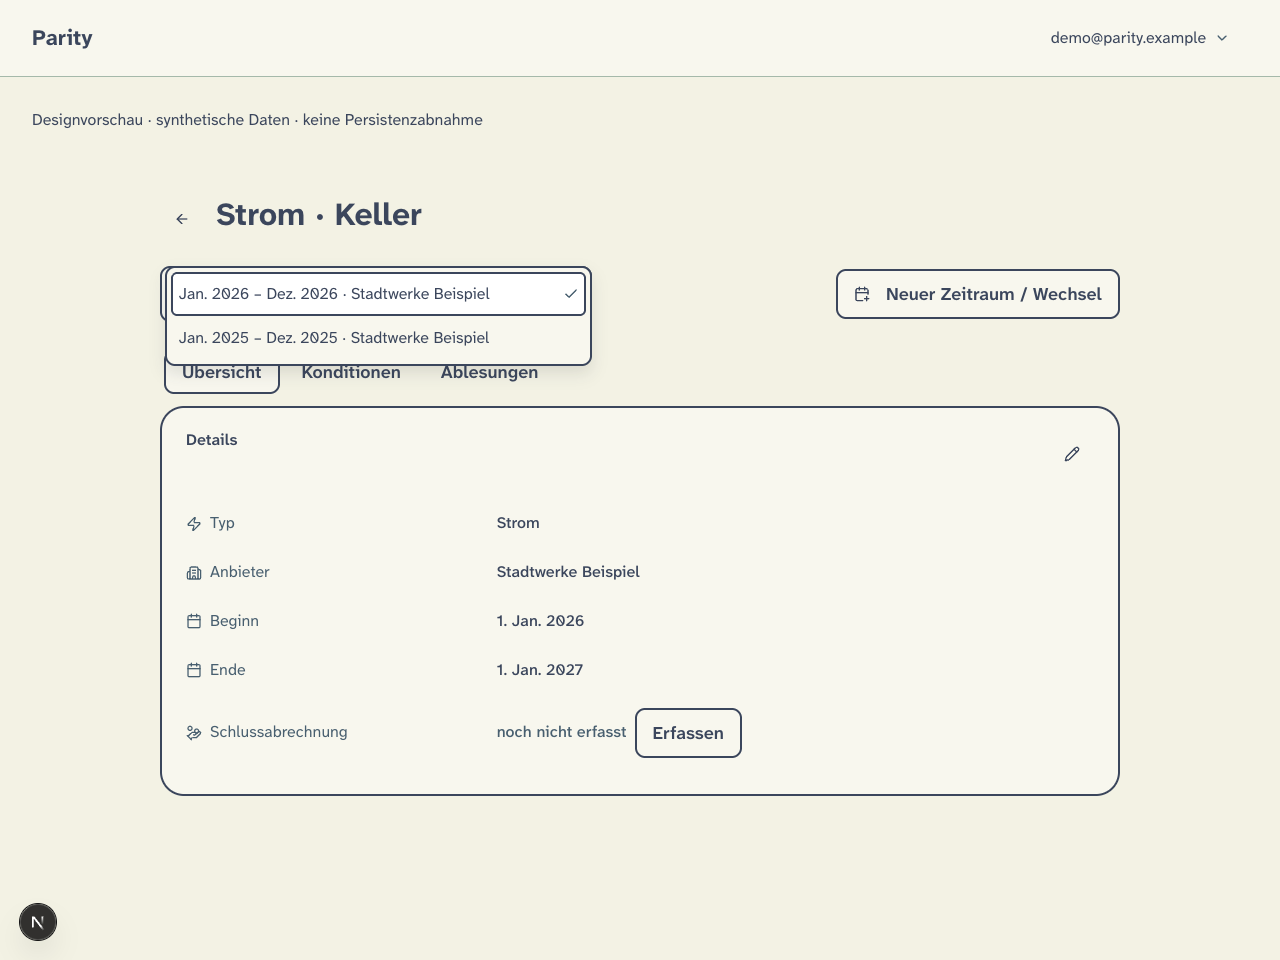 Parity
demo@parity.example
Designvorschau · synthetische Daten · keine Persistenzabnahme
Strom · Keller
Jan. 2026 – Dez. 2026 · Stadtwerke Beispiel
Jan. 2025 – Dez. 2025 · Stadtwerke Beispiel
Neuer Zeitraum / Wechsel
Übersicht Konditionen Ablesungen
Details
Typ Strom
Anbieter Stadtwerke Beispiel
Beginn 1. Jan. 2026
Ende 1. Jan. 2027
Schlussabrechnung noch nicht erfasst Erfassen
N